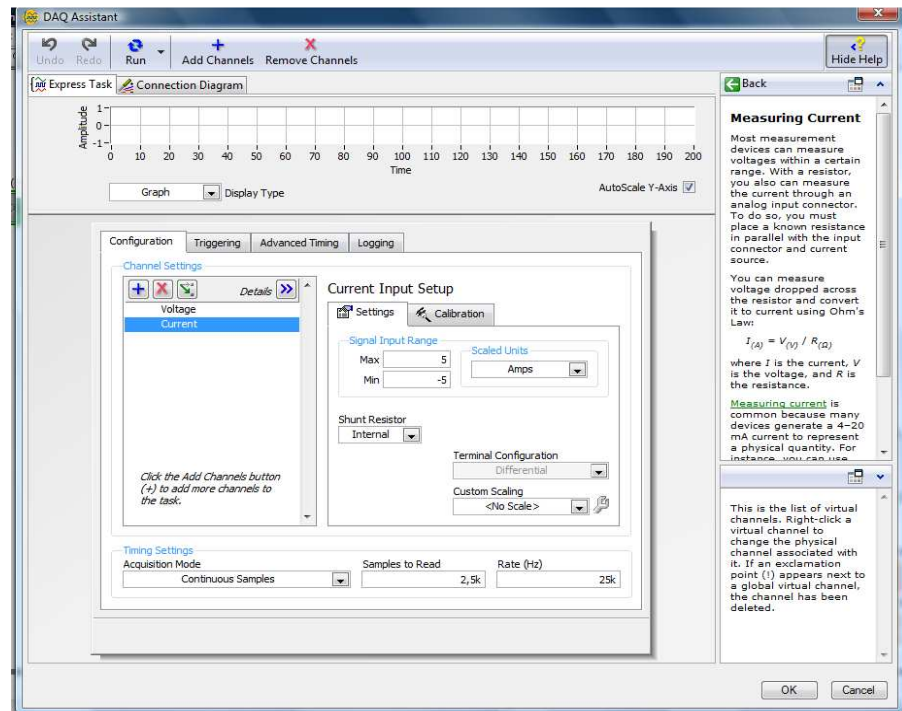 DAQ Assistant
Undo Redo Run Add Channels Remove Channels Hide Help
Express Task Connection Diagram
Amplitude
1
0
-1
0 10 20 30 40 50 60 70 80 90 100 110 120 130 140 150 160 170 180 190 200
Time
Graph Display Type AutoScale Y-Axis
Configuration Triggering Advanced Timing Logging
Channel Settings
Details
Voltage
Current
Click the Add Channels button
(+) to add more channels to
the task.
Current Input Setup
Settings Calibration
Signal Input Range
Max 5
Min -5
Scaled Units
Amps
Shunt Resistor
Internal
Terminal Configuration
Differential
Custom Scaling
<No Scale>
Timing Settings
Acquisition Mode Samples to Read Rate (Hz)
Continuous Samples 2,5k 25k
Back
Measuring Current
Most measurement
devices can measure
voltages within a certain
range. With a resistor,
you also can measure
the current through an
analog input connector.
To do so, you must
place a known resistance
in parallel with the input
connector and current
source.
You can measure
voltage dropped across
the resistor and convert
it to current using Ohm's
Law:
I(A) = V(V) / R(Ω)
where I is the current, V
is the voltage, and R is
the resistance.
Measuring current is
common because many
devices generate a 4–20
mA current to represent
a physical quantity. For
instance, you can use
This is the list of virtual
channels. Right-click a
virtual channel to
change the physical
channel associated with
it. If an exclamation
point (!) appears next to
a global virtual channel,
the channel has been
deleted.
OK Cancel